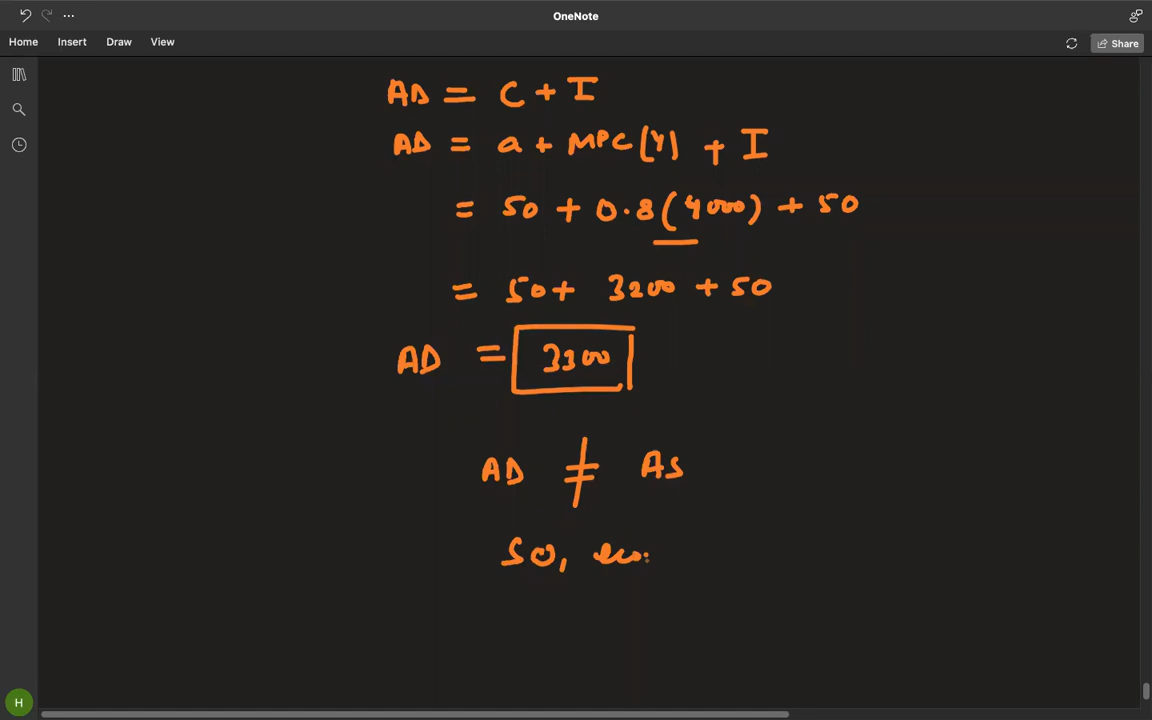 OneNote
Home Insert Draw View
Share
AD = C + I
AD = a + MPC(Y) + I
= 50 + 0.8(4000) + 50
= 50 + 3200 + 50
AD = 3300
AD ≠ AS
So, eco
H